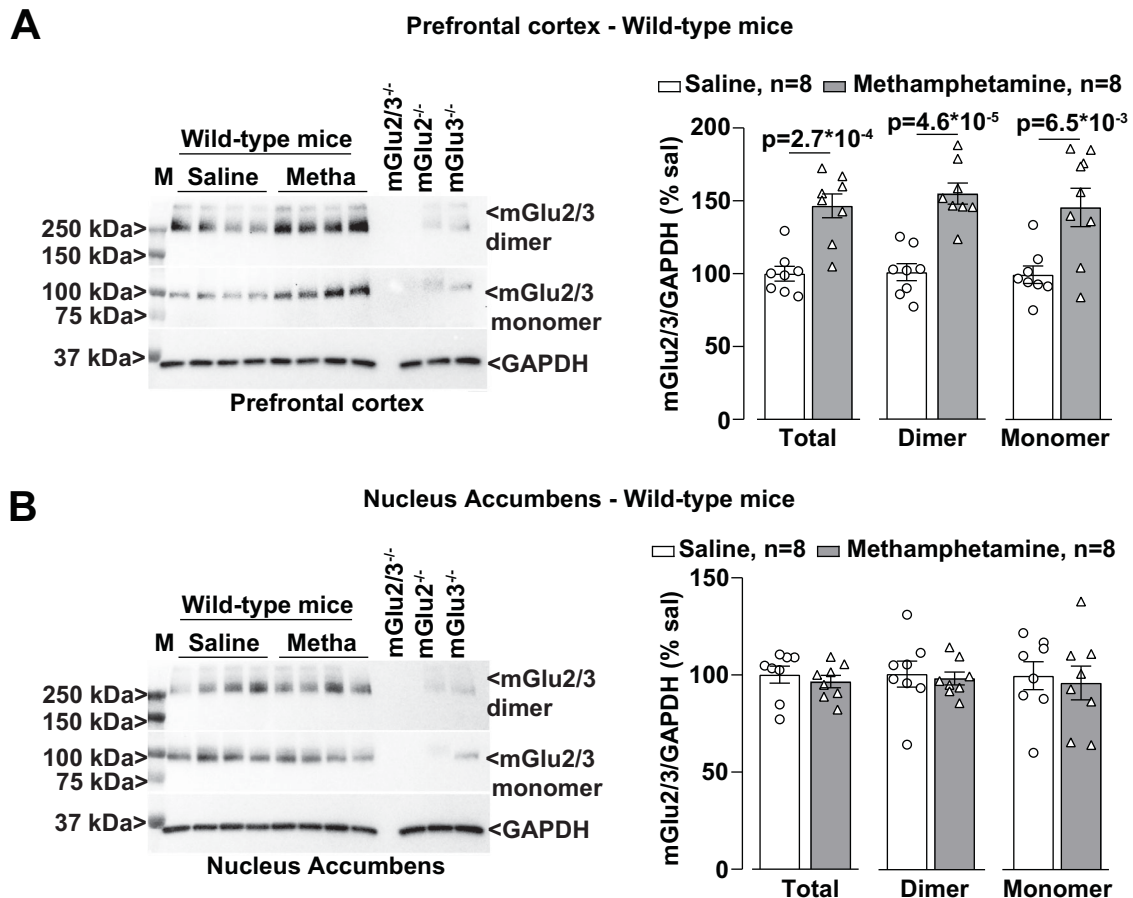 A
Prefrontal cortex - Wild-type mice
Wild-type mice
M Saline Metha mGlu2/3-/- mGlu2-/- mGlu3-/-
250 kDa>
150 kDa>
<mGlu2/3
dimer
100 kDa>
75 kDa>
<mGlu2/3
monomer
37 kDa>
<GAPDH
Prefrontal cortex
Saline, n=8 Methamphetamine, n=8
mGlu2/3/GAPDH (% sal)
200
150
100
50
0
p=2.7*10-4 p=4.6*10-5 p=6.5*10-3
Total Dimer Monomer
B
Nucleus Accumbens - Wild-type mice
Wild-type mice
M Saline Metha mGlu2/3-/- mGlu2-/- mGlu3-/-
250 kDa>
150 kDa>
<mGlu2/3
dimer
100 kDa>
75 kDa>
<mGlu2/3
monomer
37 kDa>
<GAPDH
Nucleus Accumbens
Saline, n=8 Methamphetamine, n=8
mGlu2/3/GAPDH (% sal)
150
100
50
0
Total Dimer Monomer